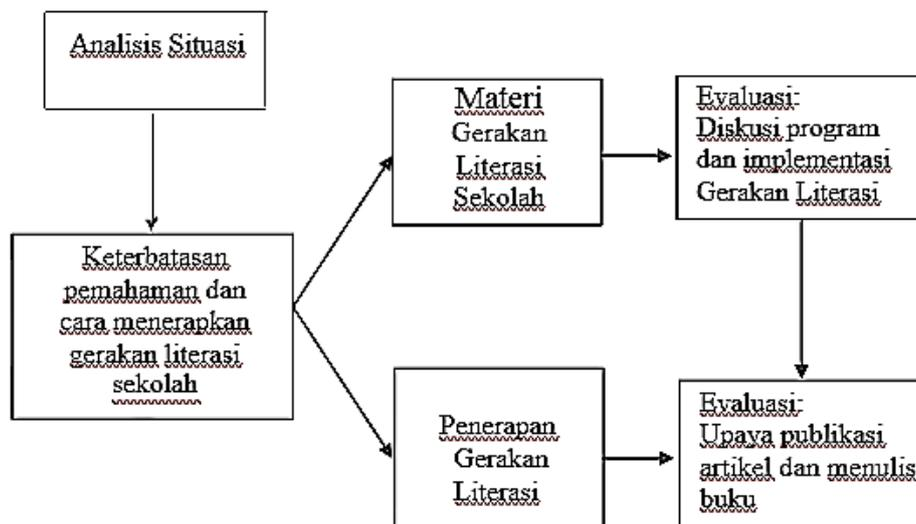 Analisis Situasi
Keterbatasan
pemahaman dan
cara menerapkan
gerakan literasi
sekolah
Materi
Gerakan
Literasi
Sekolah
Evaluasi:
Diskusi program
dan implementasi
Gerakan Literasi
Penerapan
Gerakan
Literasi
Evaluasi:
Upaya publikasi
artikel dan menulis
buku